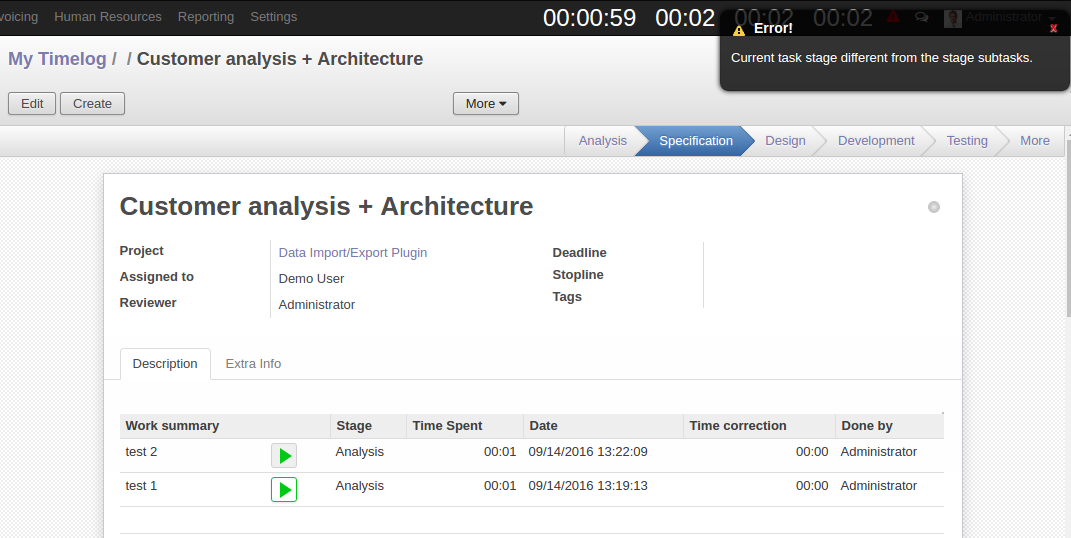 voicing Human Resources Reporting Settings 00:00:59 00:02 00:02 00:02 Administrator
Error!
x
Current task stage different from the stage subtasks.
My Timelog / / Customer analysis + Architecture
Edit Create More
Analysis Specification Design Development Testing More
Customer analysis + Architecture
Project Data Import/Export Plugin
Assigned to Demo User
Reviewer Administrator
Deadline
Stopline
Tags
Description Extra Info
Work summary Stage Time Spent Date Time correction Done by
test 2 Analysis 00:01 09/14/2016 13:22:09 00:00 Administrator
test 1 Analysis 00:01 09/14/2016 13:19:13 00:00 Administrator